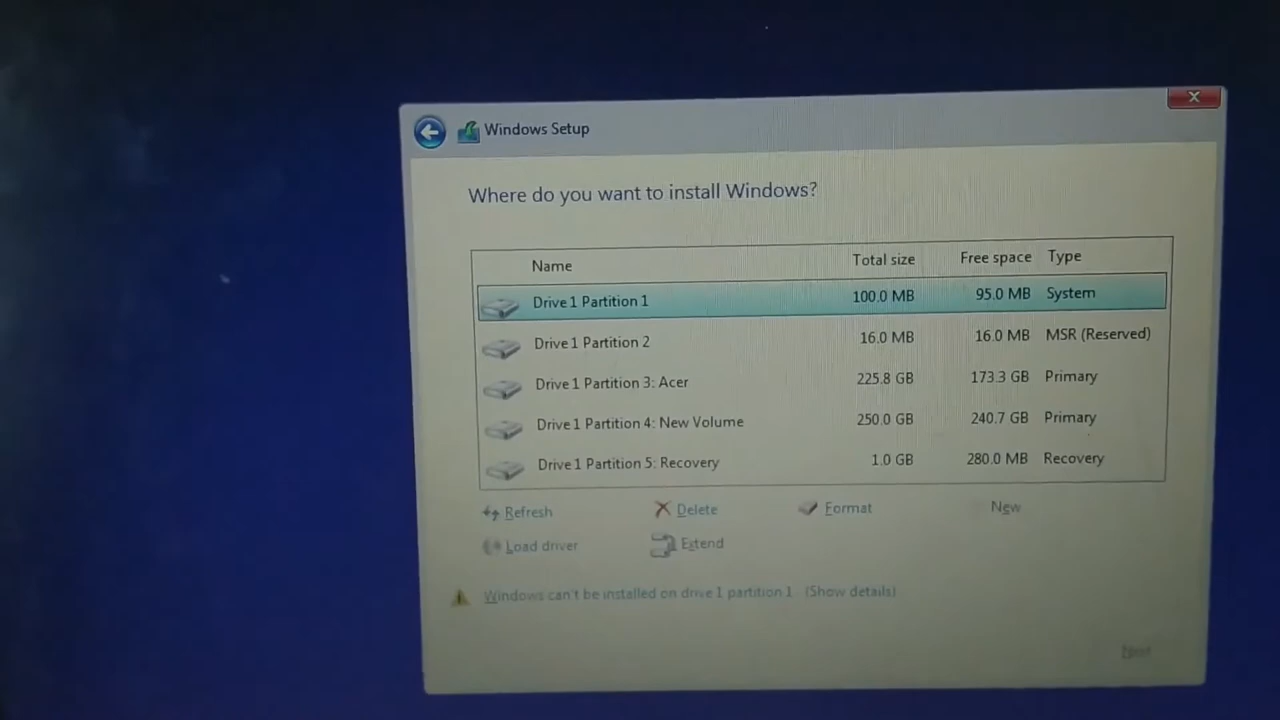 Windows Setup
Where do you want to install Windows?
Name Total size Free space Type
Drive 1 Partition 1 100.0 MB 95.0 MB System
Drive 1 Partition 2 16.0 MB 16.0 MB MSR (Reserved)
Drive 1 Partition 3: Acer 225.8 GB 173.3 GB Primary
Drive 1 Partition 4: New Volume 250.0 GB 240.7 GB Primary
Drive 1 Partition 5: Recovery 1.0 GB 280.0 MB Recovery
Refresh Delete Format New
Load driver Extend
Windows can't be installed on drive 1 partition 1. (Show details)
Next